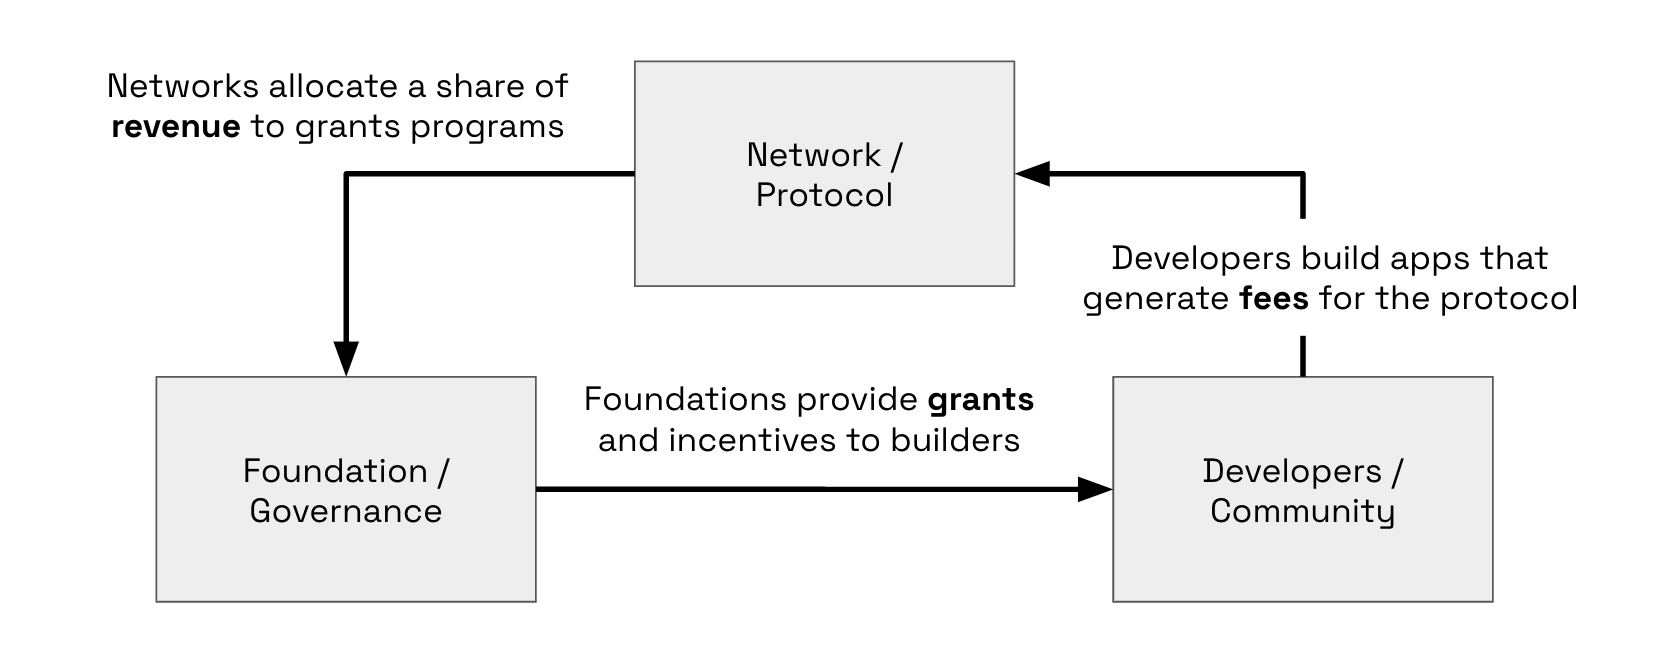 Networks allocate a share of
revenue to grants programs
Network /
Protocol
Developers build apps that
generate fees for the protocol
Foundations provide grants
and incentives to builders
Foundation /
Governance
Developers /
Community